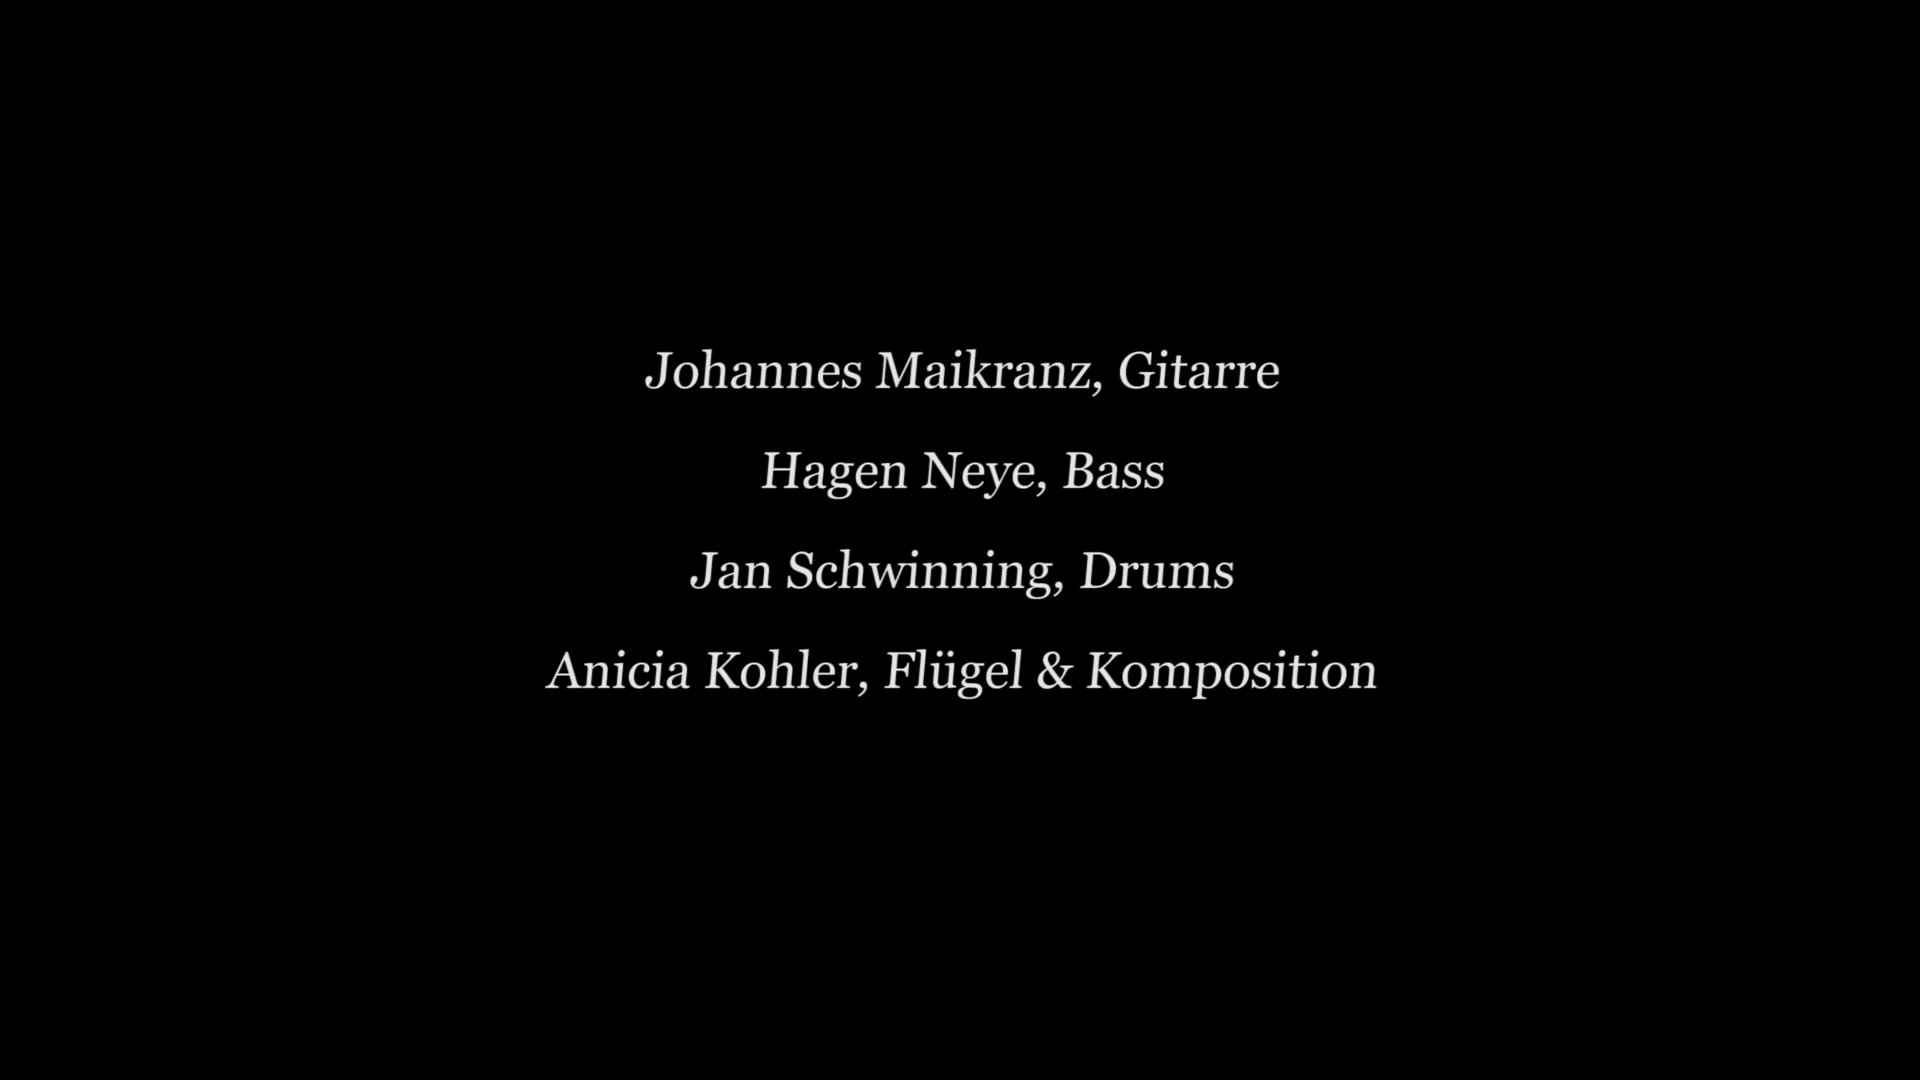 Johannes Maikranz, Gitarre
Hagen Neye, Bass
Jan Schwinning, Drums
Anicia Kohler, Flügel & Komposition